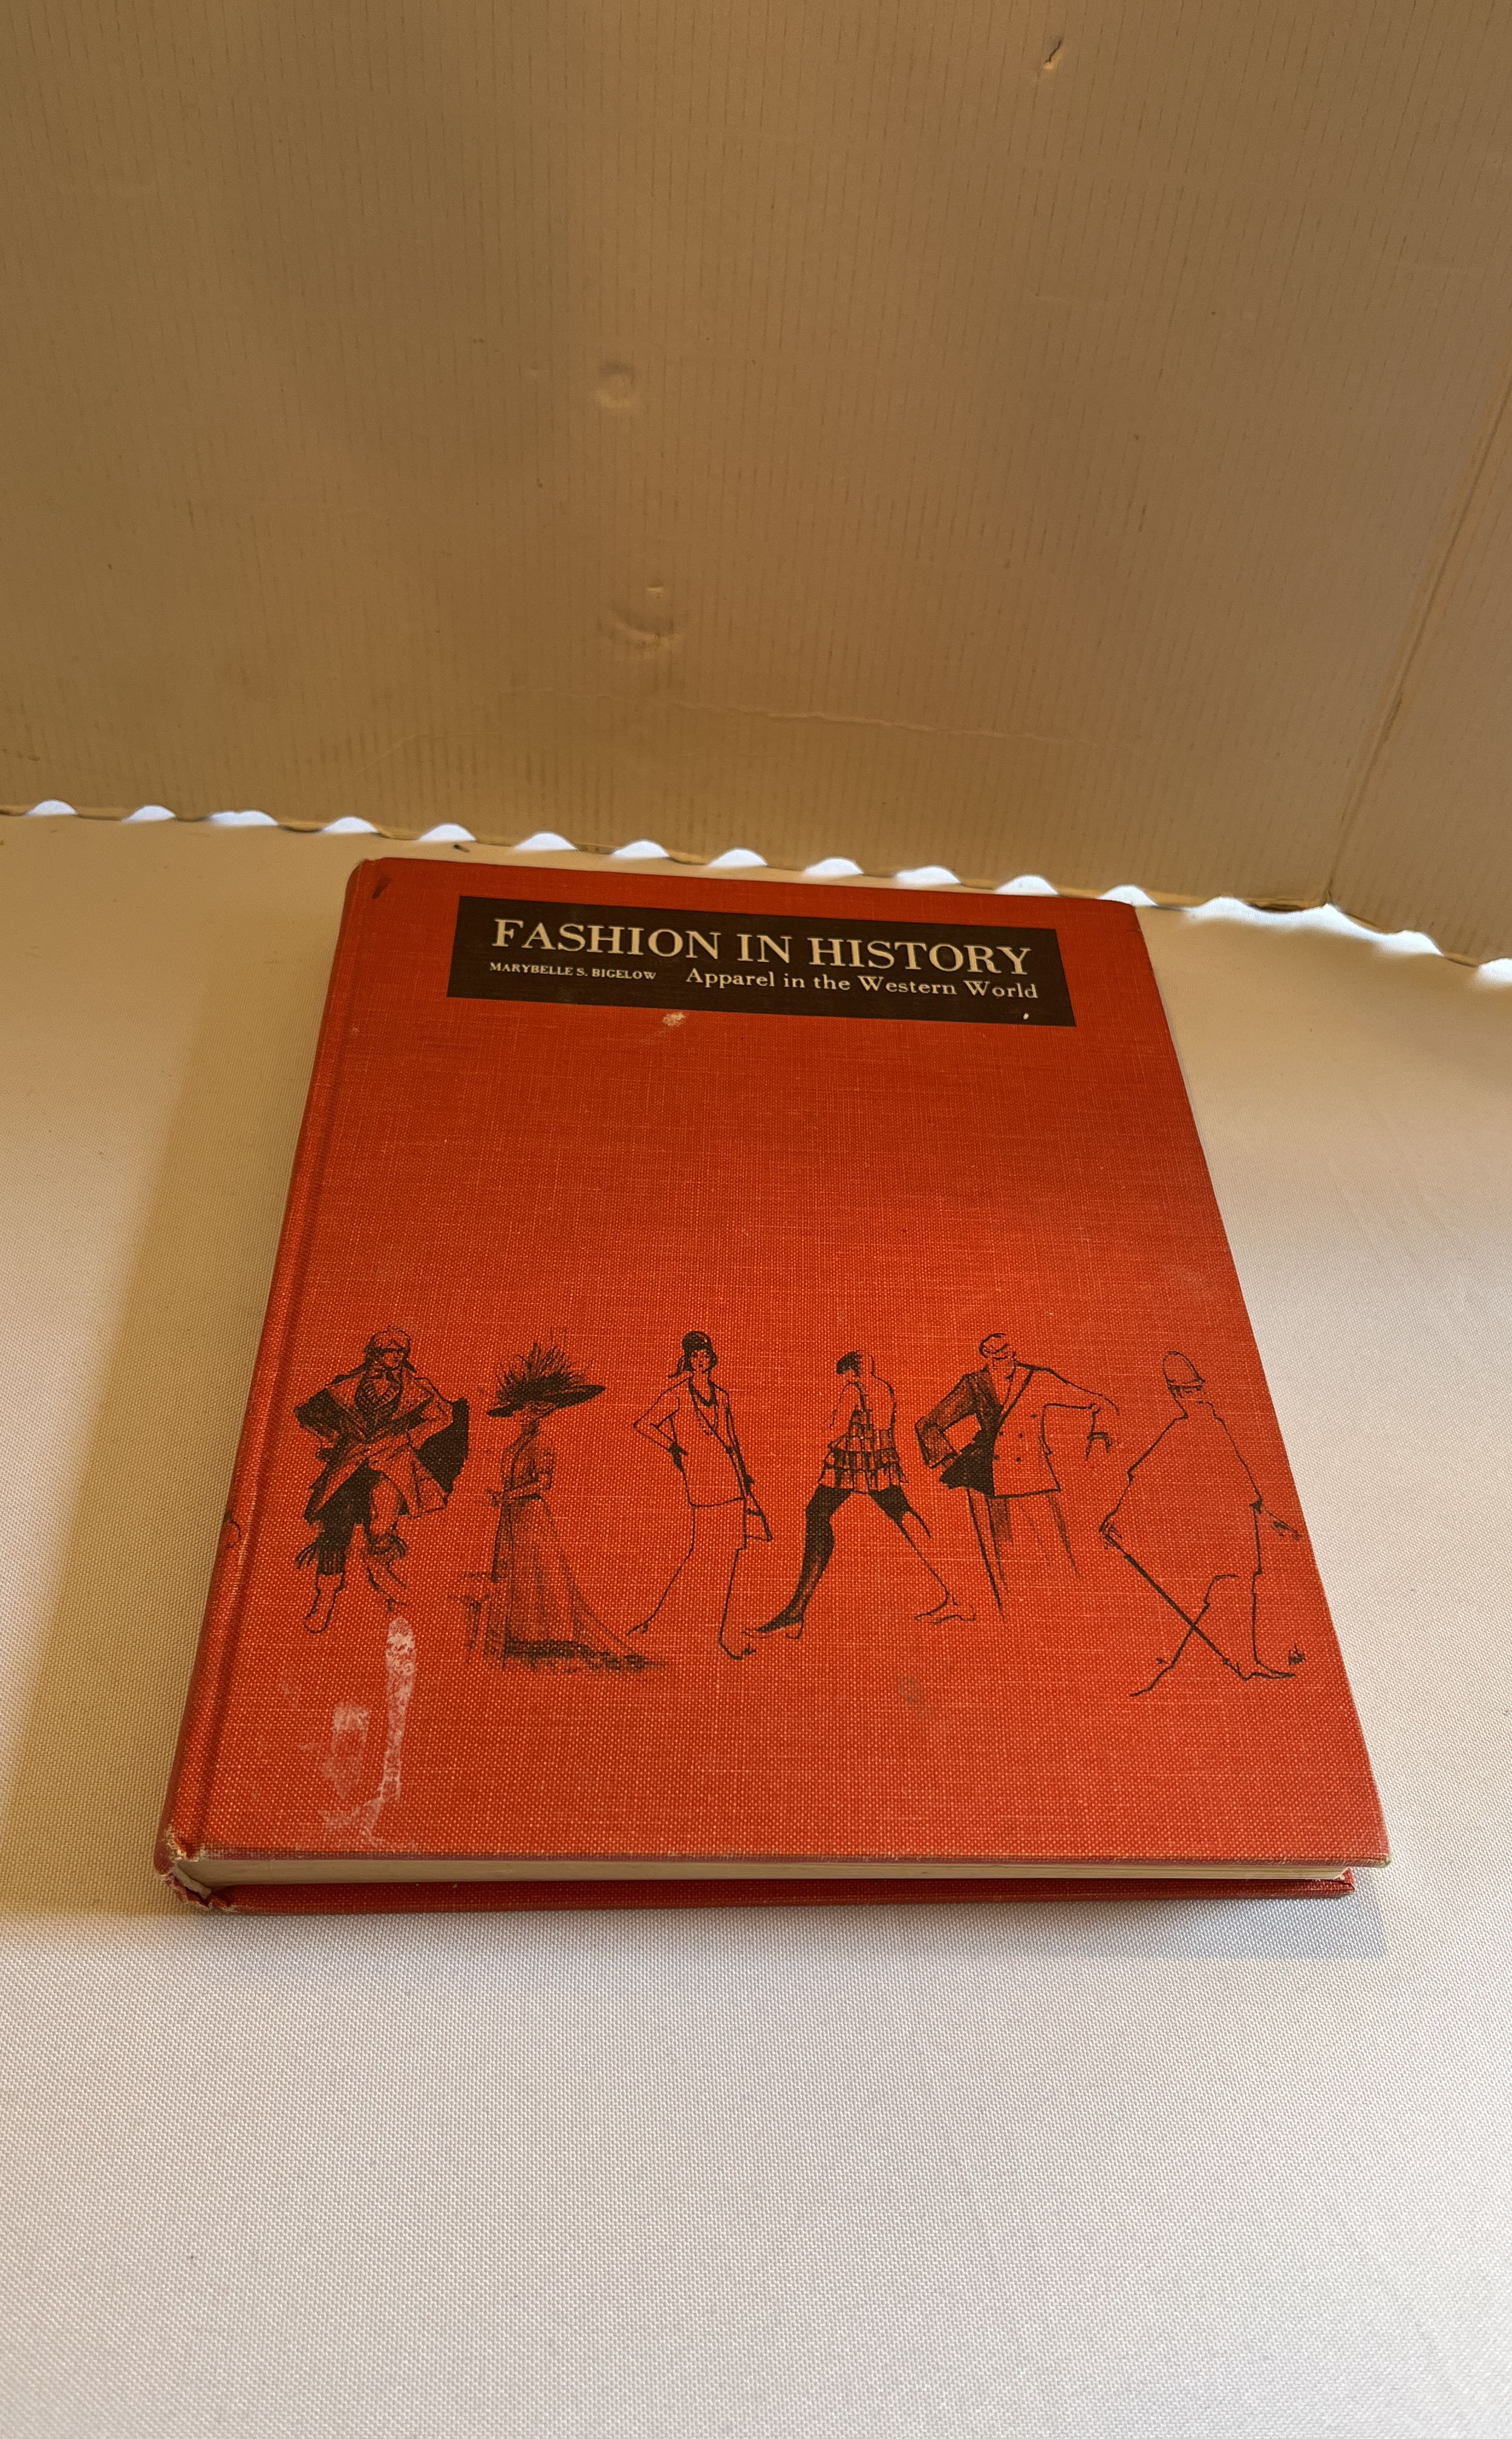 FASHION IN HISTORY
MARYBELLE S. BIGELOW Apparel in the Western World